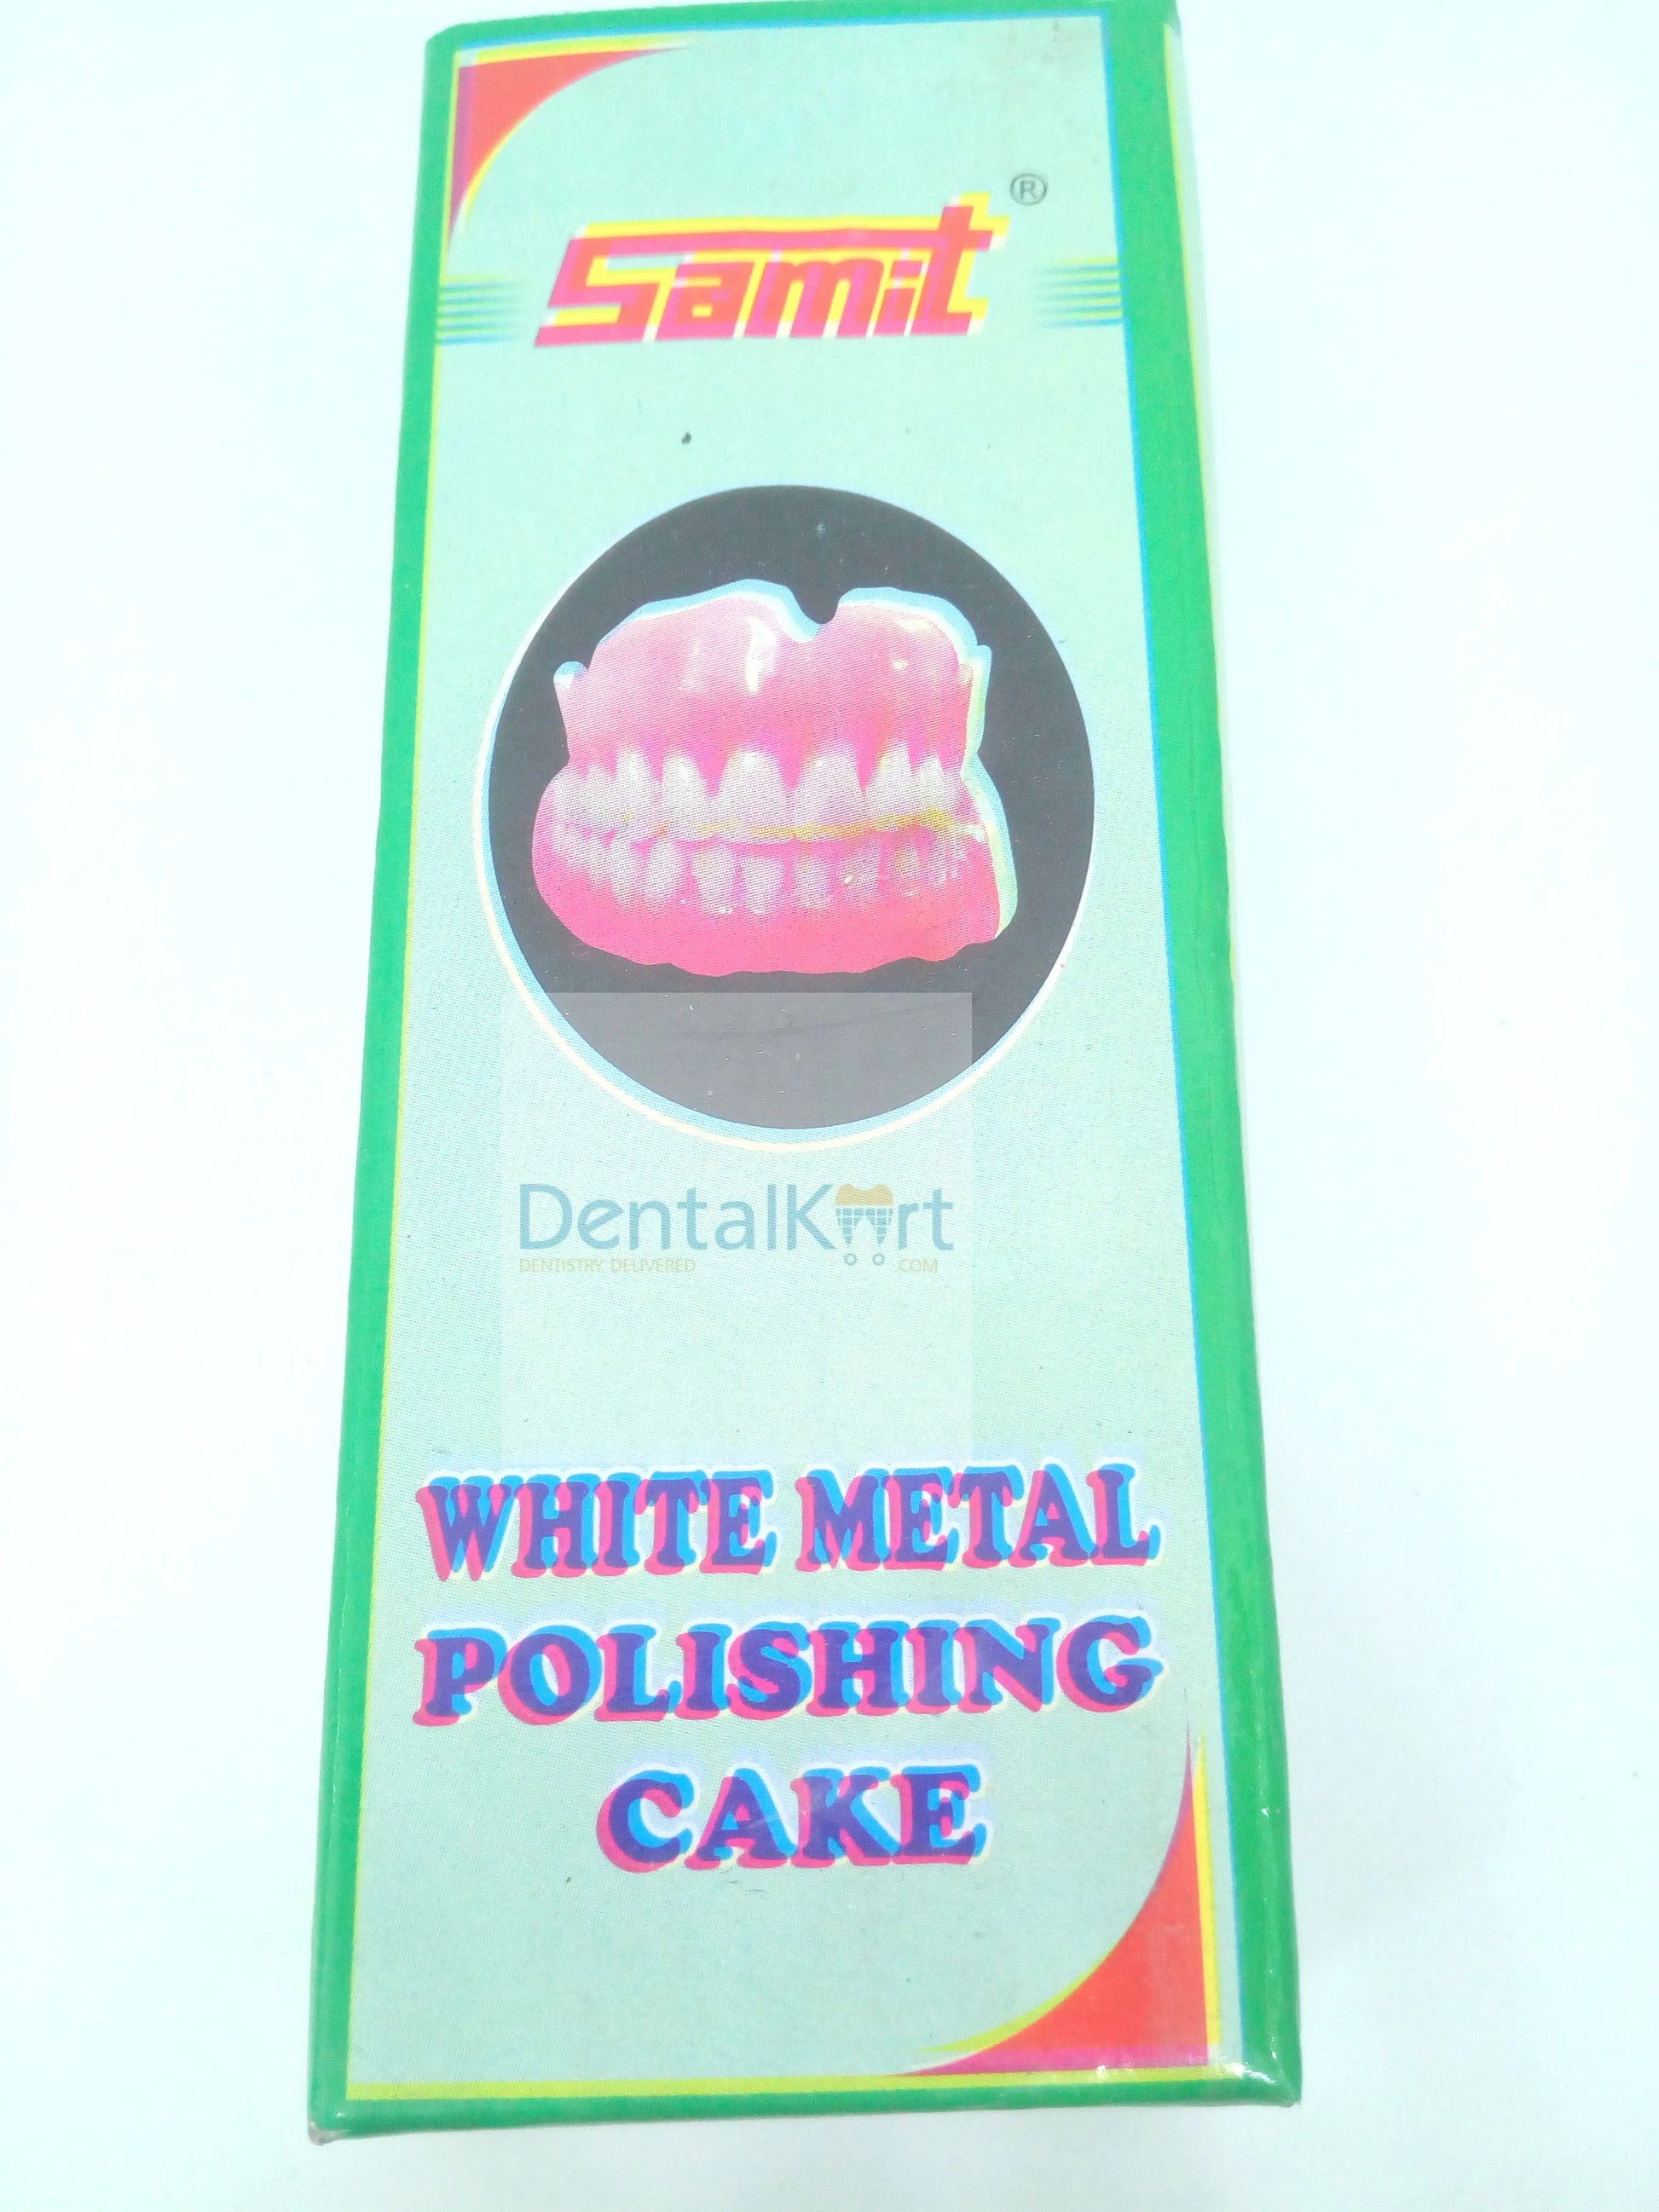 Samit ®
DentalKart
DENTISTRY. DELIVERED .COM
WHITE METAL
POLISHING
CAKE